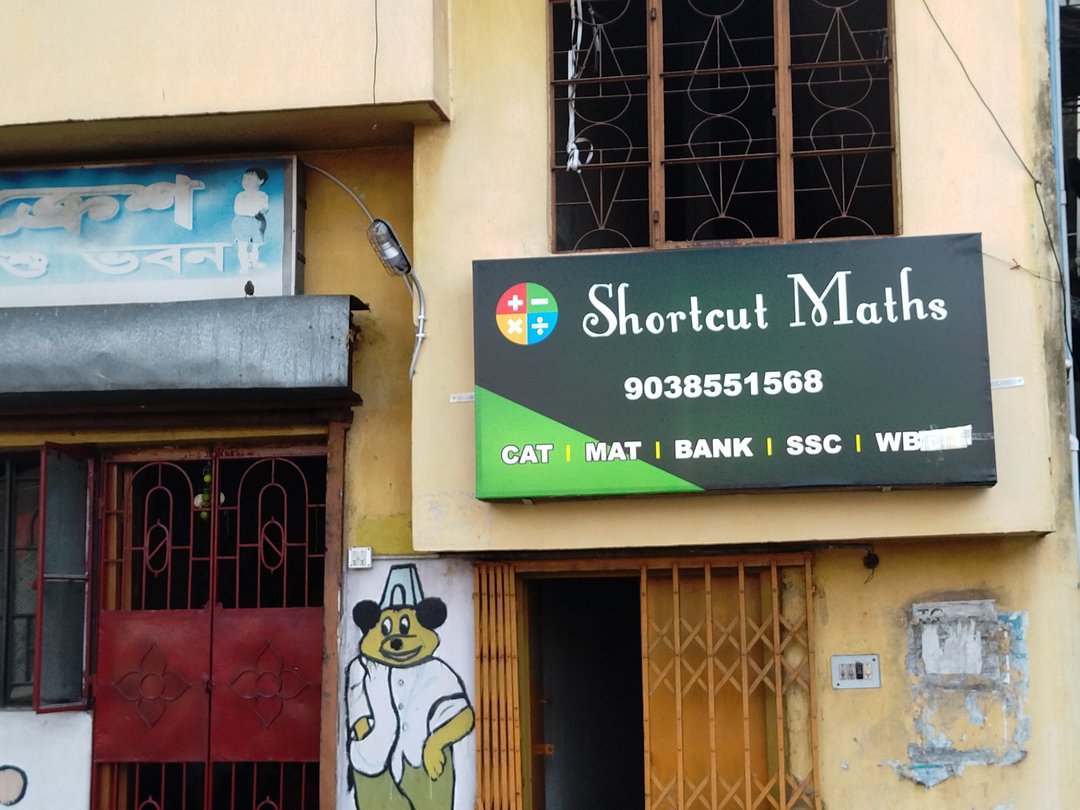 ভবন
Shortcut Maths
9038551568
CAT | MAT | BANK | SSC | WB